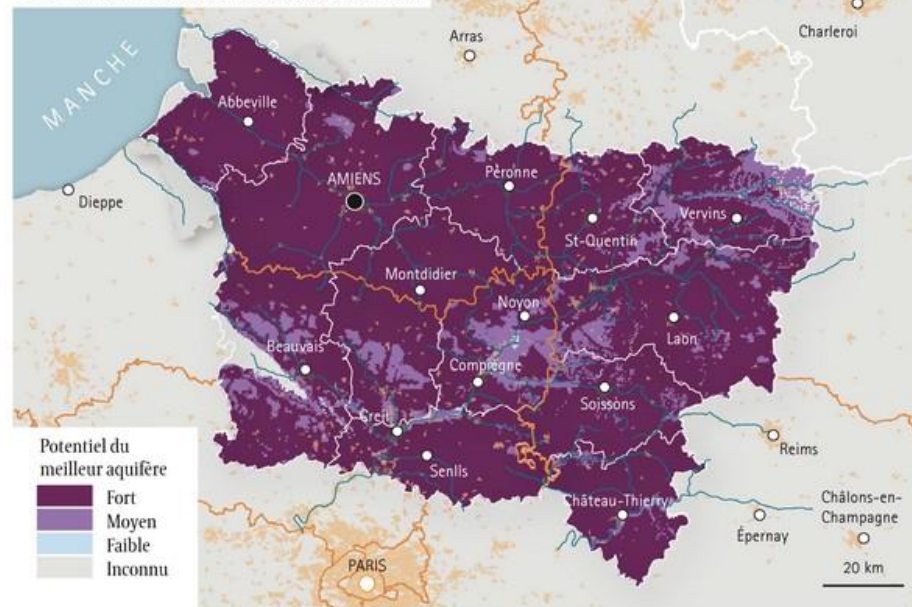 Charleroi
Arras
MANCHE
Abbeville
AMIENS
Péronne
Dieppe
St-Quentin
Vervins
Montdidier
Noyon
Laon
Beauvais
Compiègne
Soissons
Creil
Reims
Senlis
Potentiel du
meilleur aquifère
Fort
Moyen
Faible
Inconnu
Château-Thierry
Épernay
Châlons-en-
Champagne
PARIS
20 km